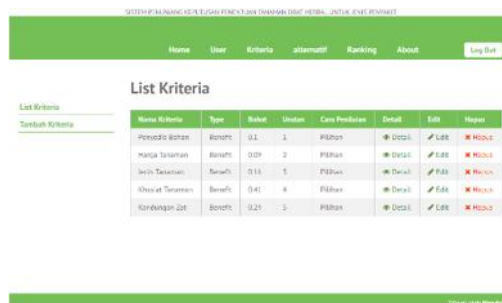 SISTEM PENUNJANG KEPUTUSAN PENENTUAN TANAMAN OBAT HERBAL UNTUK JENIS PENYAKIT
Home User Kriteria alternatif Ranking About Log Out
List Kriteria
List Kriteria
Tambah Kriteria
Nama Kriteria Type Bobot Urutan Cara Penilaian Detail Edit Hapus
Penyedia Bahan Benefit 0.1 1 Pilihan Detail Edit Hapus
Harga Tanaman Benefit 0.09 2 Pilihan Detail Edit Hapus
Jenis Tanaman Benefit 3 Pilihan Detail Edit Hapus
Khasiat Tanaman Benefit 0.41 4 Pilihan Detail Edit Hapus
Kandungan Zat Benefit 0.24 5 Pilihan Detail Edit Hapus